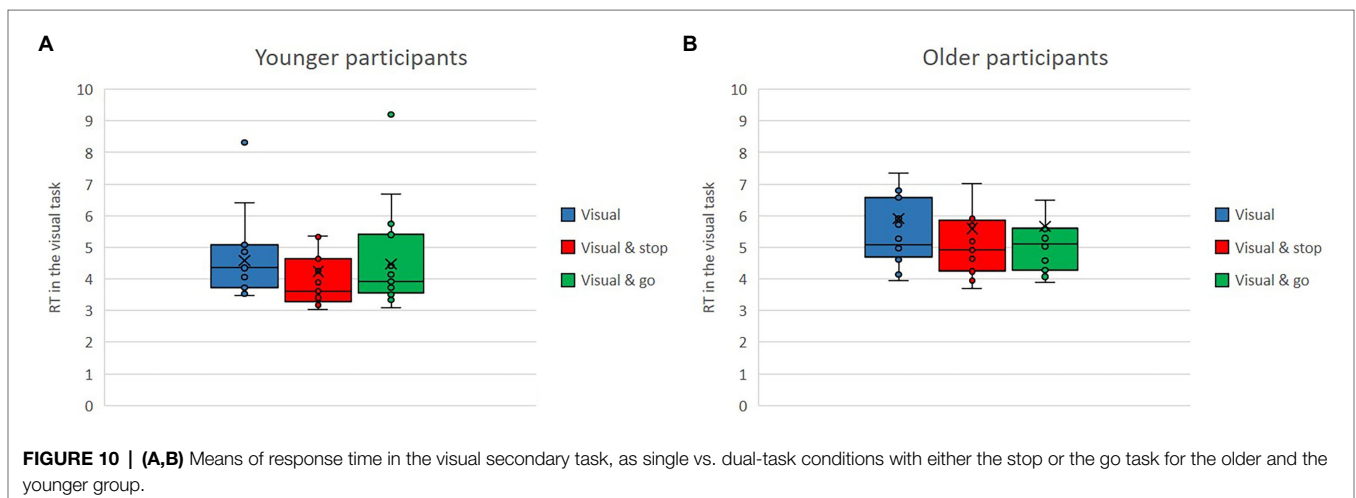 A
Younger participants
RT in the visual task
10
9
8
7
6
5
4
3
2
1
0
Visual
Visual & stop
Visual & go
B
Older participants
RT in the visual task
10
9
8
7
6
5
4
3
2
1
0
Visual
Visual & stop
Visual & go
FIGURE 10 | (A,B) Means of response time in the visual secondary task, as single vs. dual-task conditions with either the stop or the go task for the older and the
younger group.